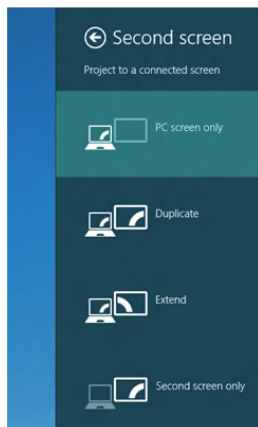 Second screen
Project to a connected screen
PC screen only
Duplicate
Extend
Second screen only